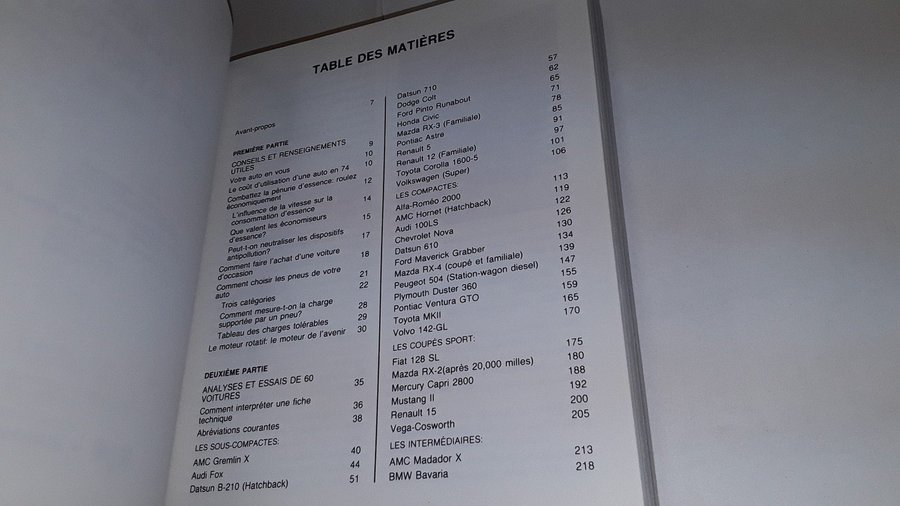 TABLE DES MATIÈRES
Avant-propos 7
PREMIÈRE PARTIE
CONSEILS ET RENSEIGNEMENTS
UTILES 9
Votre auto en vous 10
Le coût d'utilisation d'une auto en 74 10
Combattez la pénune d'essence: roulez
économiquement 12
L'influence de la vitesse sur la
consommation d'essence 14
Que valent les économiseurs
d'essence? 15
Peut-t-on neutraliser les dispositifs
antipollution? 17
Comment faire l'achat d'une voiture
d'occasion 18
Comment choisir les pneus de votre
auto 21
Trois catégories 22
Comment mesure-t-on la charge
supportée par un pneu? 28
Tableau des charges tolérables 29
Le moteur rotatif: le moteur de l'avenir 30
DEUXIÈME PARTIE
ANALYSES ET ESSAIS DE 60
VOITURES 35
Comment interpréter une fiche
technique 36
Abréviations courantes 38
LES SOUS-COMPACTES:
AMC Gremlin X 40
Audi Fox 44
Datsun B-210 (Hatchback) 51
Datsun 710 57
Dodge Colt 62
Ford Pinto Runabout 65
Honda Civic 71
Mazda RX-3 (Familiale) 78
Pontiac Astre 85
Renault 5 91
Renault 12 (Familiale) 97
Toyota Corolla 1600-5 101
Volkswagen (Super) 106
LES COMPACTES:
Alfa-Roméo 2000 113
AMC Hornet (Hatchback) 119
Audi 100LS 122
Chevrolet Nova 126
Datsun 610 130
Ford Maverick Grabber 134
Mazda RX-4 (coupé et familiale) 139
Peugeot 504 (Station-wagon diesel) 147
Plymouth Duster 360 155
Pontiac Ventura GTO 159
Toyota MKII 165
Volvo 142-GL 170
LES COUPÉS SPORT:
Fiat 128 SL 175
Mazda RX-2(après 20,000 milles) 180
Mercury Capri 2800 188
Mustang II 192
Renault 15 200
Vega-Cosworth 205
LES INTERMÉDIAIRES:
AMC Madador X 213
BMW Bavaria 218